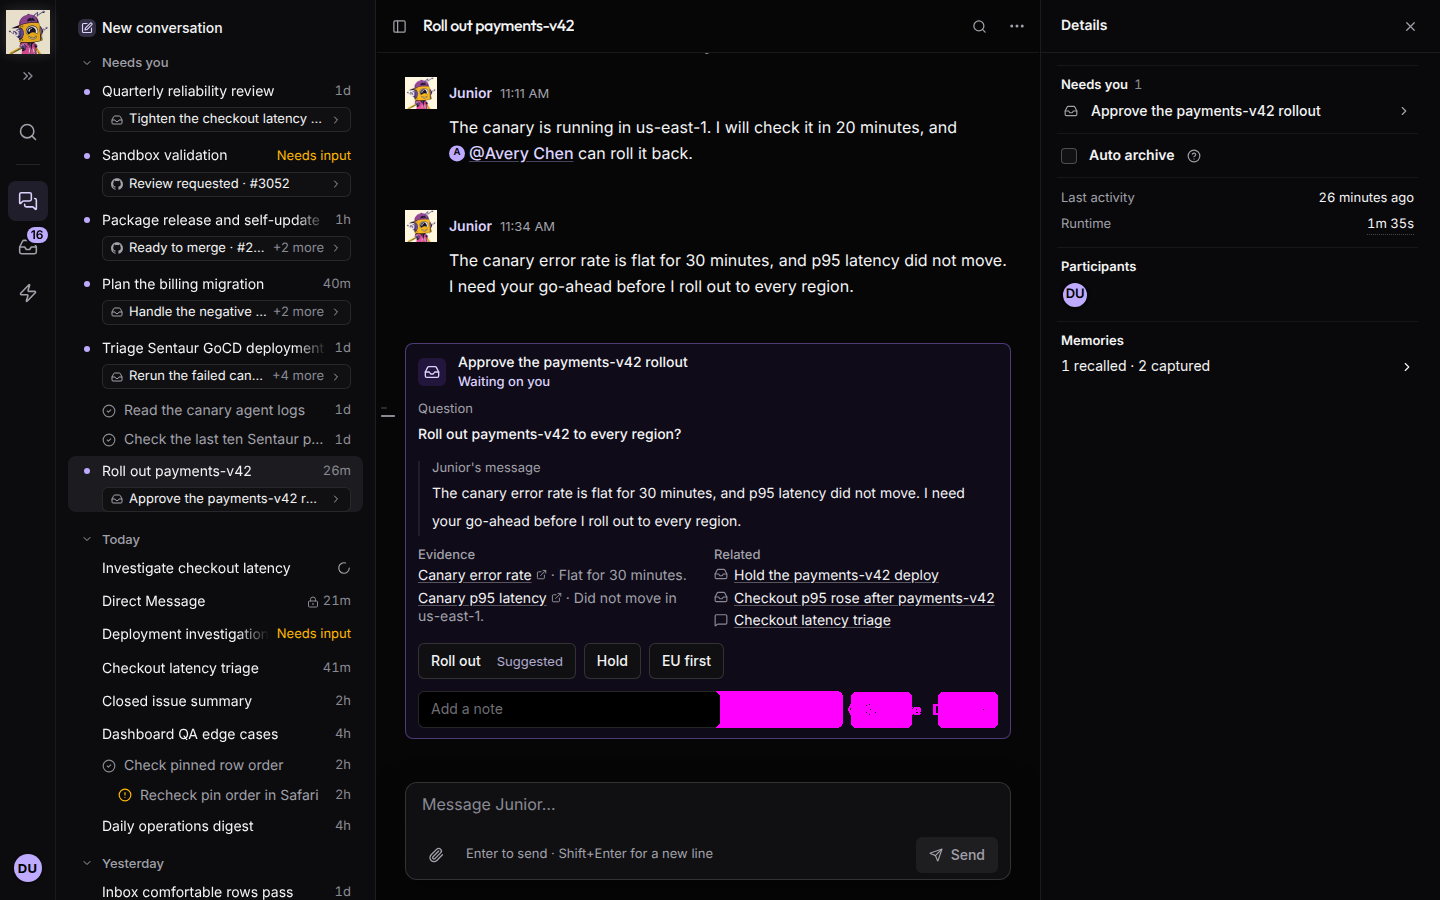 New conversation
Needs you
Quarterly reliability review 1d
Tighten the checkout latency ...
Sandbox validation Needs input
Review requested · #3052
Package release and self-update 1h
Ready to merge · #2... +2 more
Plan the billing migration 40m
Handle the negative ... +2 more
Triage Sentaur GoCD deployment 1d
Rerun the failed can... +4 more
Read the canary agent logs 1d
Check the last ten Sentaur p... 1d
Roll out payments-v42 26m
Approve the payments-v42 r...
Today
Investigate checkout latency
Direct Message 21m
Deployment investigation Needs input
Checkout latency triage 41m
Closed issue summary 2h
Dashboard QA edge cases 4h
Check pinned row order 2h
Recheck pin order in Safari 2h
Daily operations digest 4h
Yesterday
Inbox comfortable rows pass 1d
16
DU
Roll out payments-v42
Junior 11:11 AM
The canary is running in us-east-1. I will check it in 20 minutes, and
A @Avery Chen can roll it back.
Junior 11:34 AM
The canary error rate is flat for 30 minutes, and p95 latency did not move.
I need your go-ahead before I roll out to every region.
Approve the payments-v42 rollout
Waiting on you
Question
Roll out payments-v42 to every region?
Junior's message
The canary error rate is flat for 30 minutes, and p95 latency did not move. I need
your go-ahead before I roll out to every region.
Evidence
Canary error rate · Flat for 30 minutes.
Canary p95 latency · Did not move in
us-east-1.
Related
Hold the payments-v42 deploy
Checkout p95 rose after payments-v42
Checkout latency triage
Roll out Suggested
Hold
EU first
Add a note
Message Junior...
Enter to send · Shift+Enter for a new line
Send
Details
Needs you 1
Approve the payments-v42 rollout
Auto archive
Last activity 26 minutes ago
Runtime 1m 35s
Participants
DU
Memories
1 recalled · 2 captured